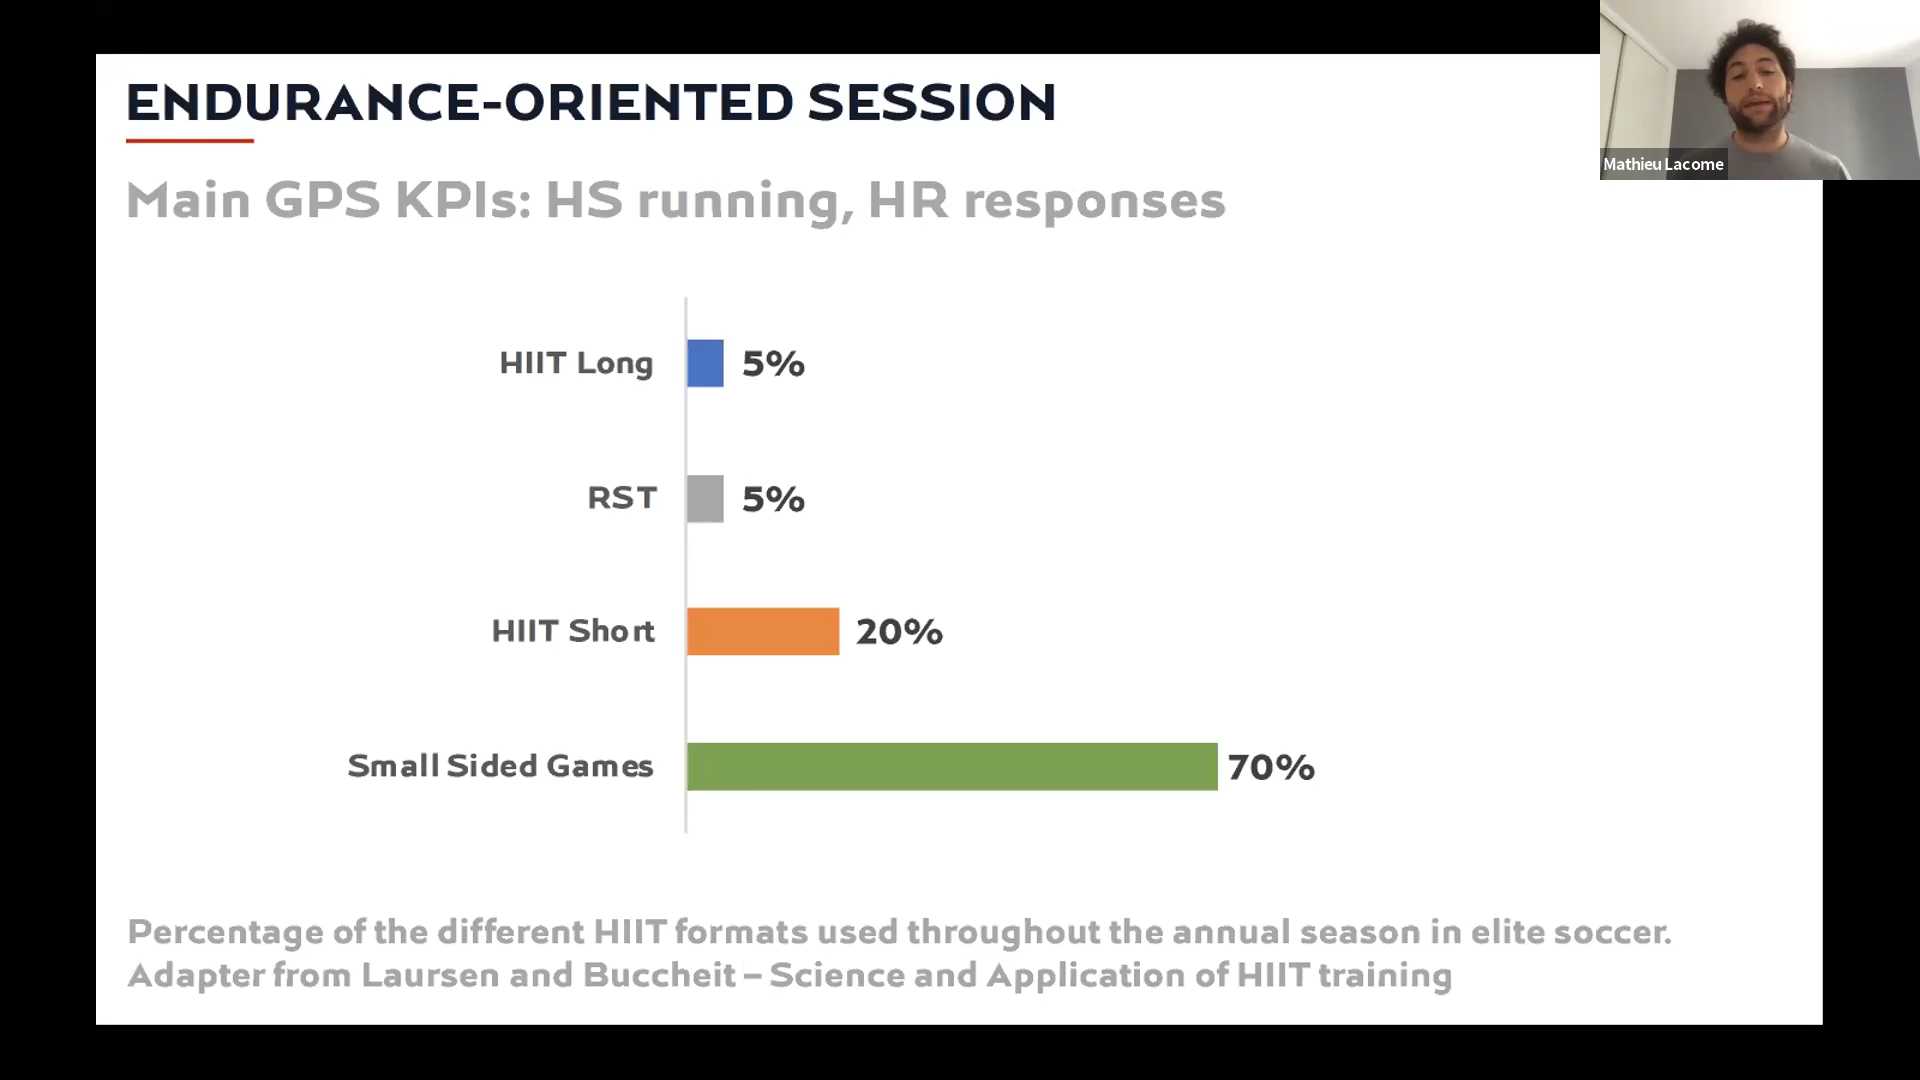 ENDURANCE-ORIENTED SESSION
Mathieu Lacome
Main GPS KPIs: HS running, HR responses
HIIT Long 5%
RST 5%
HIIT Short 20%
Small Sided Games 70%
Percentage of the different HIIT formats used throughout the annual season in elite soccer.
Adapter from Laursen and Buccheit – Science and Application of HIIT training